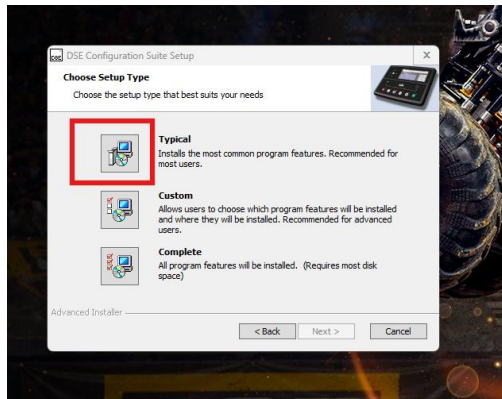 DSE DSE Configuration Suite Setup
Choose Setup Type
Choose the setup type that best suits your needs
Typical
Installs the most common program features. Recommended for
most users.
Custom
Allows users to choose which program features will be installed
and where they will be installed. Recommended for advanced
users.
Complete
All program features will be installed. (Requires most disk
space)
Advanced Installer
< Back Next > Cancel